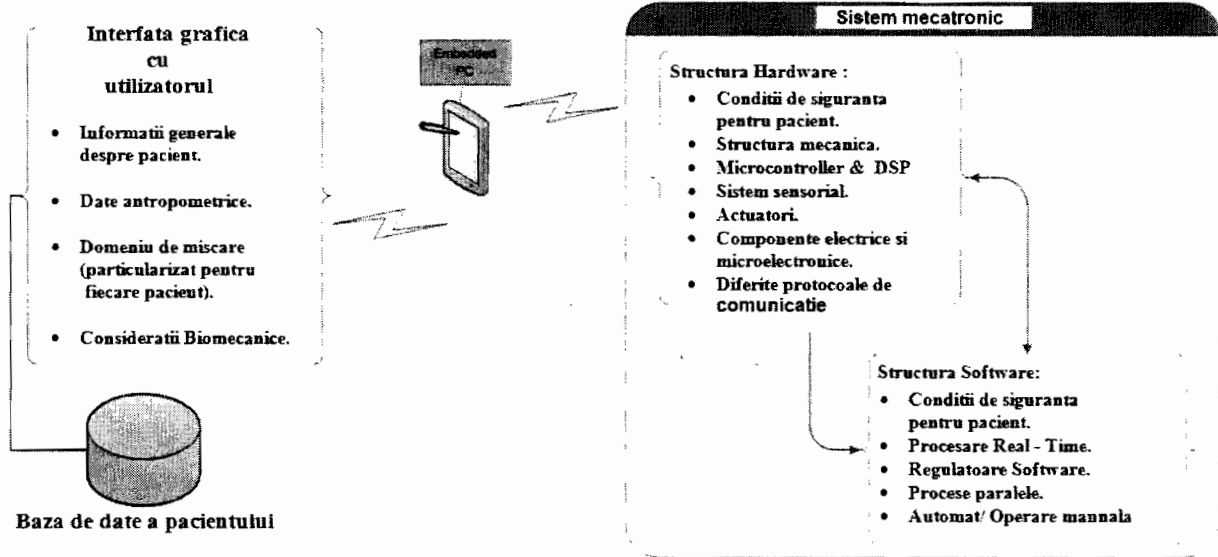 Interfata grafica
cu
utilizatorul
• Informatii generale
despre pacient.
• Date antropometrice.
• Domeniu de miscare
(particularizat pentru
fiecare pacient).
• Consideratii Biomecanice.
Baza de date a pacientului
Embedded
PC
Sistem mecatronic
Structura Hardware :
• Conditii de siguranta
pentru pacient.
• Structura mecanica.
• Microcontroller & DSP
• Sistem sensorial.
• Actuatori.
• Componente electrice si
microelectronice.
• Diferite protocoale de
comunicatie
Structura Software:
• Conditii de siguranta
pentru pacient.
• Procesare Real - Time.
• Regulatoare Software.
• Procese paralele.
• Automat/ Operare mannala